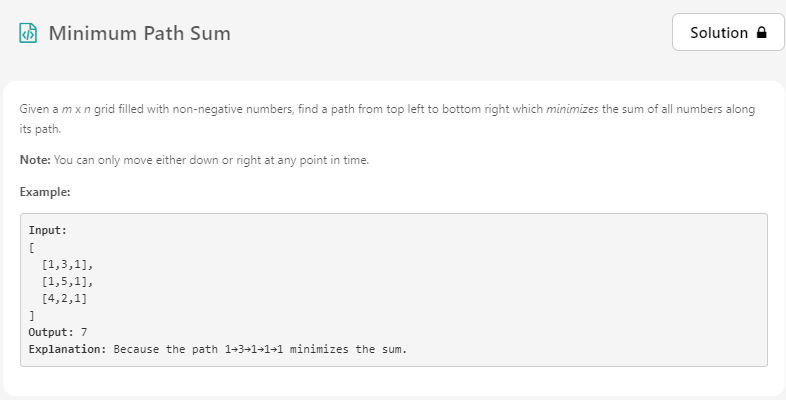 Minimum Path Sum
Solution
Given a m x n grid filled with non-negative numbers, find a path from top left to bottom right which minimizes the sum of all numbers along
its path.
Note: You can only move either down or right at any point in time.
Example:
Input:
[
  [1,3,1],
  [1,5,1],
  [4,2,1]
]
Output: 7
Explanation: Because the path 1→3→1→1→1 minimizes the sum.